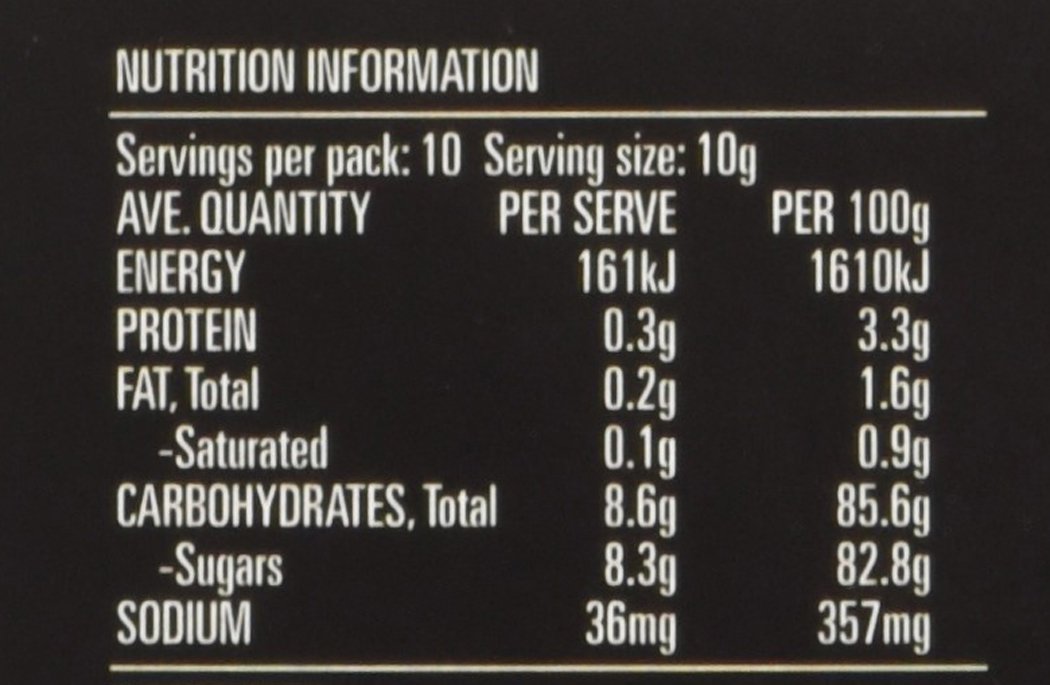 NUTRITION INFORMATION
Servings per pack: 10 Serving size: 10g
AVE. QUANTITY PER SERVE PER 100g
ENERGY 161kJ 1610kJ
PROTEIN 0.3g 3.3g
FAT, Total 0.2g 1.6g
-Saturated 0.1g 0.9g
CARBOHYDRATES, Total 8.6g 85.6g
-Sugars 8.3g 82.8g
SODIUM 36mg 357mg